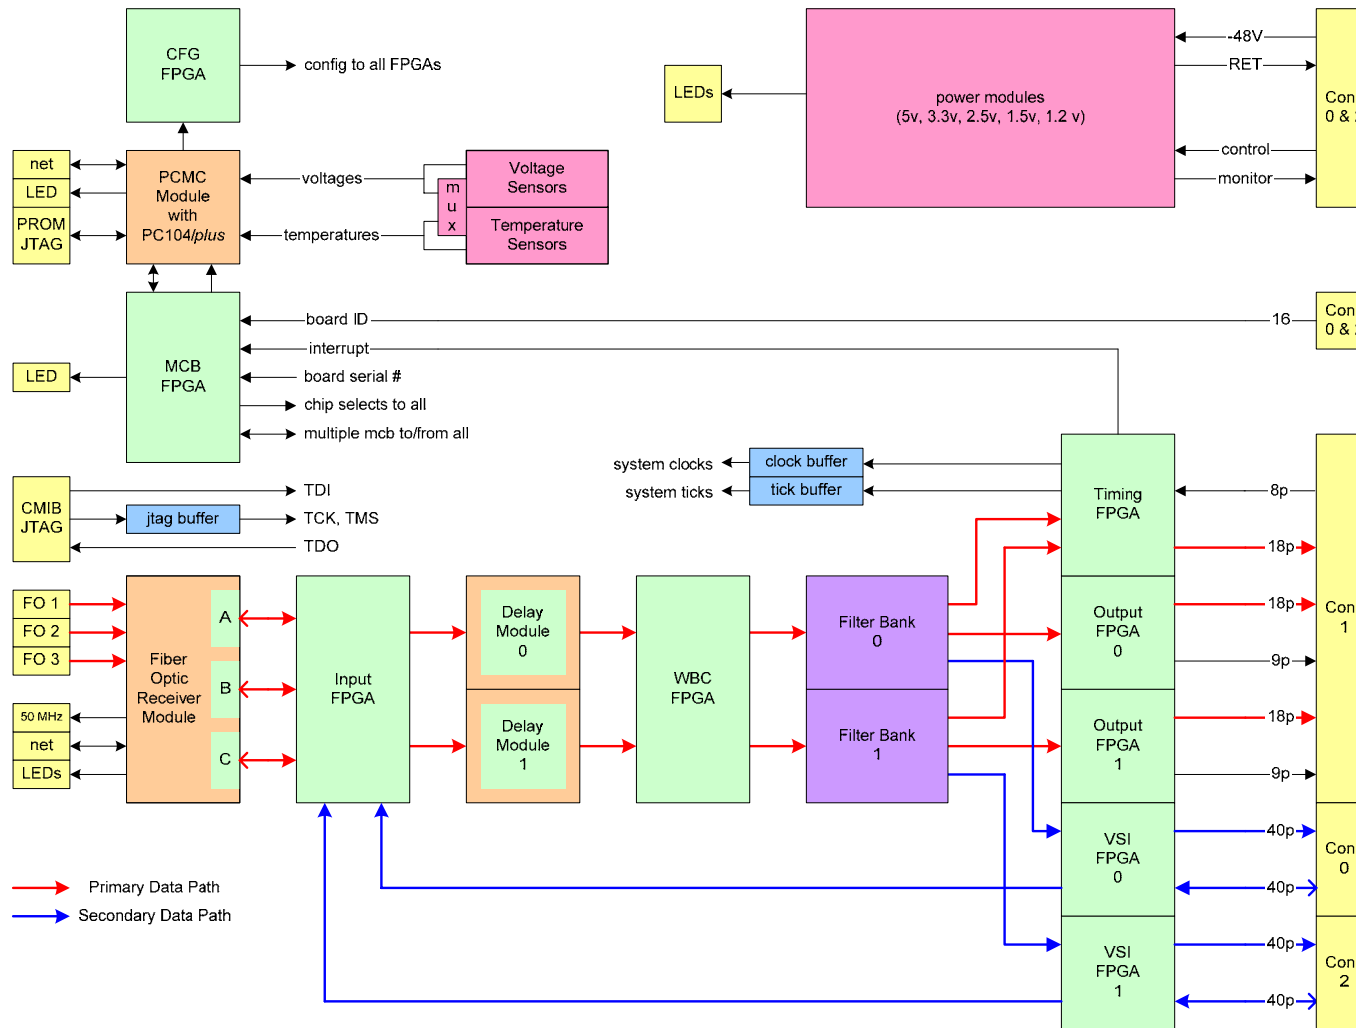 CFG
FPGA
config to all FPGAs
LEDs
power modules
(5v, 3.3v, 2.5v, 1.5v, 1.2 v)
-48V
RET
control
monitor
Con
0 &
net
LED
PROM
JTAG
PCMC
Module
with
PC104/plus
voltages
temperatures
m
u
x
Voltage
Sensors
Temperature
Sensors
LED
MCB
FPGA
board ID
interrupt
board serial #
chip selects to all
multiple mcb to/from all
16
Con
0 &
CMIB
JTAG
jtag buffer
TDI
TCK, TMS
TDO
system clocks
system ticks
clock buffer
tick buffer
Timing
FPGA
8p
18p
FO 1
FO 2
FO 3
50 MHz
net
LEDs
Fiber
Optic
Receiver
Module
A
B
C
Input
FPGA
Delay
Module
0
Delay
Module
1
WBC
FPGA
Filter Bank
0
Filter Bank
1
Output
FPGA
0
Output
FPGA
1
18p
9p
18p
9p
Con
1
VSI
FPGA
0
VSI
FPGA
1
40p
40p
40p
40p
Con
0
Con
2
Primary Data Path
Secondary Data Path